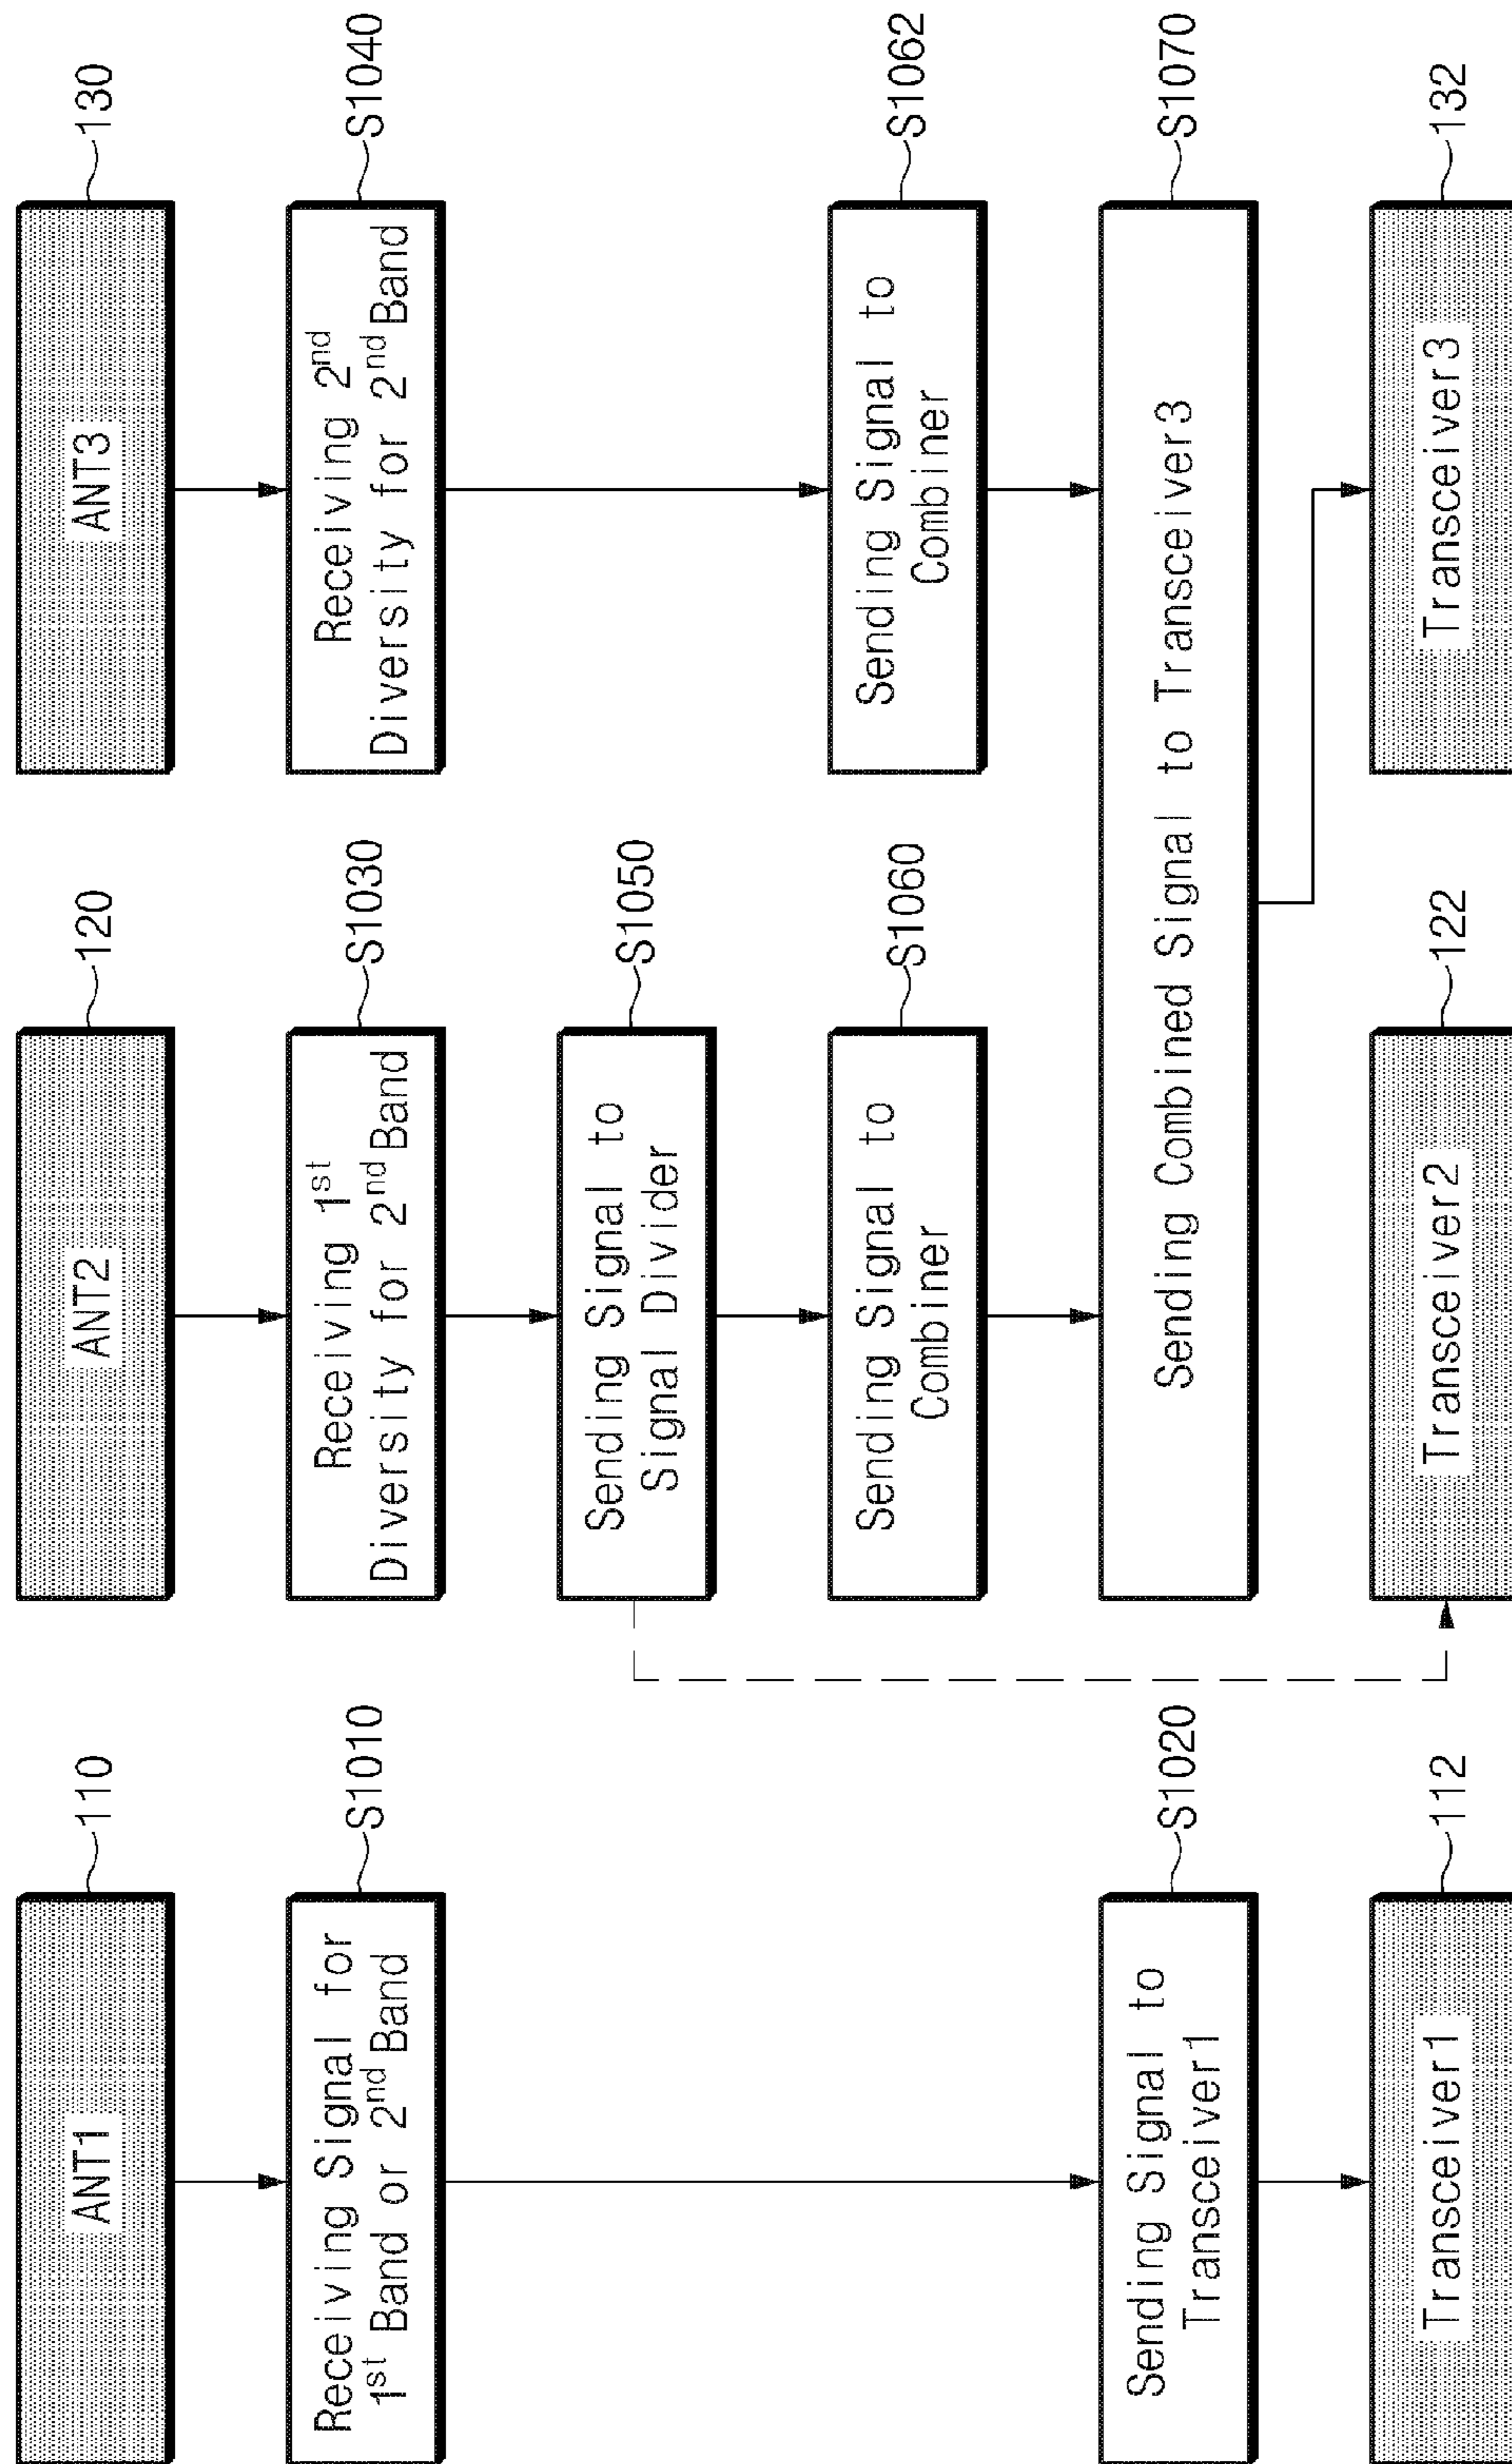 ANT1
110
ANT2
120
ANT3
130
Receiving Signal for
1st Band or 2nd Band
S1010
Receiving 1st
Diversity for 2nd Band
S1030
Receiving 2nd
Diversity for 2nd Band
S1040
Sending Signal to
Signal Divider
S1050
Sending Signal to
Combiner
S1060
Sending Signal to
Combiner
S1062
Sending Signal to
Transceiver1
S1020
Sending Combined Signal to Transceiver3
S1070
Transceiver1
112
Transceiver2
122
Transceiver3
132